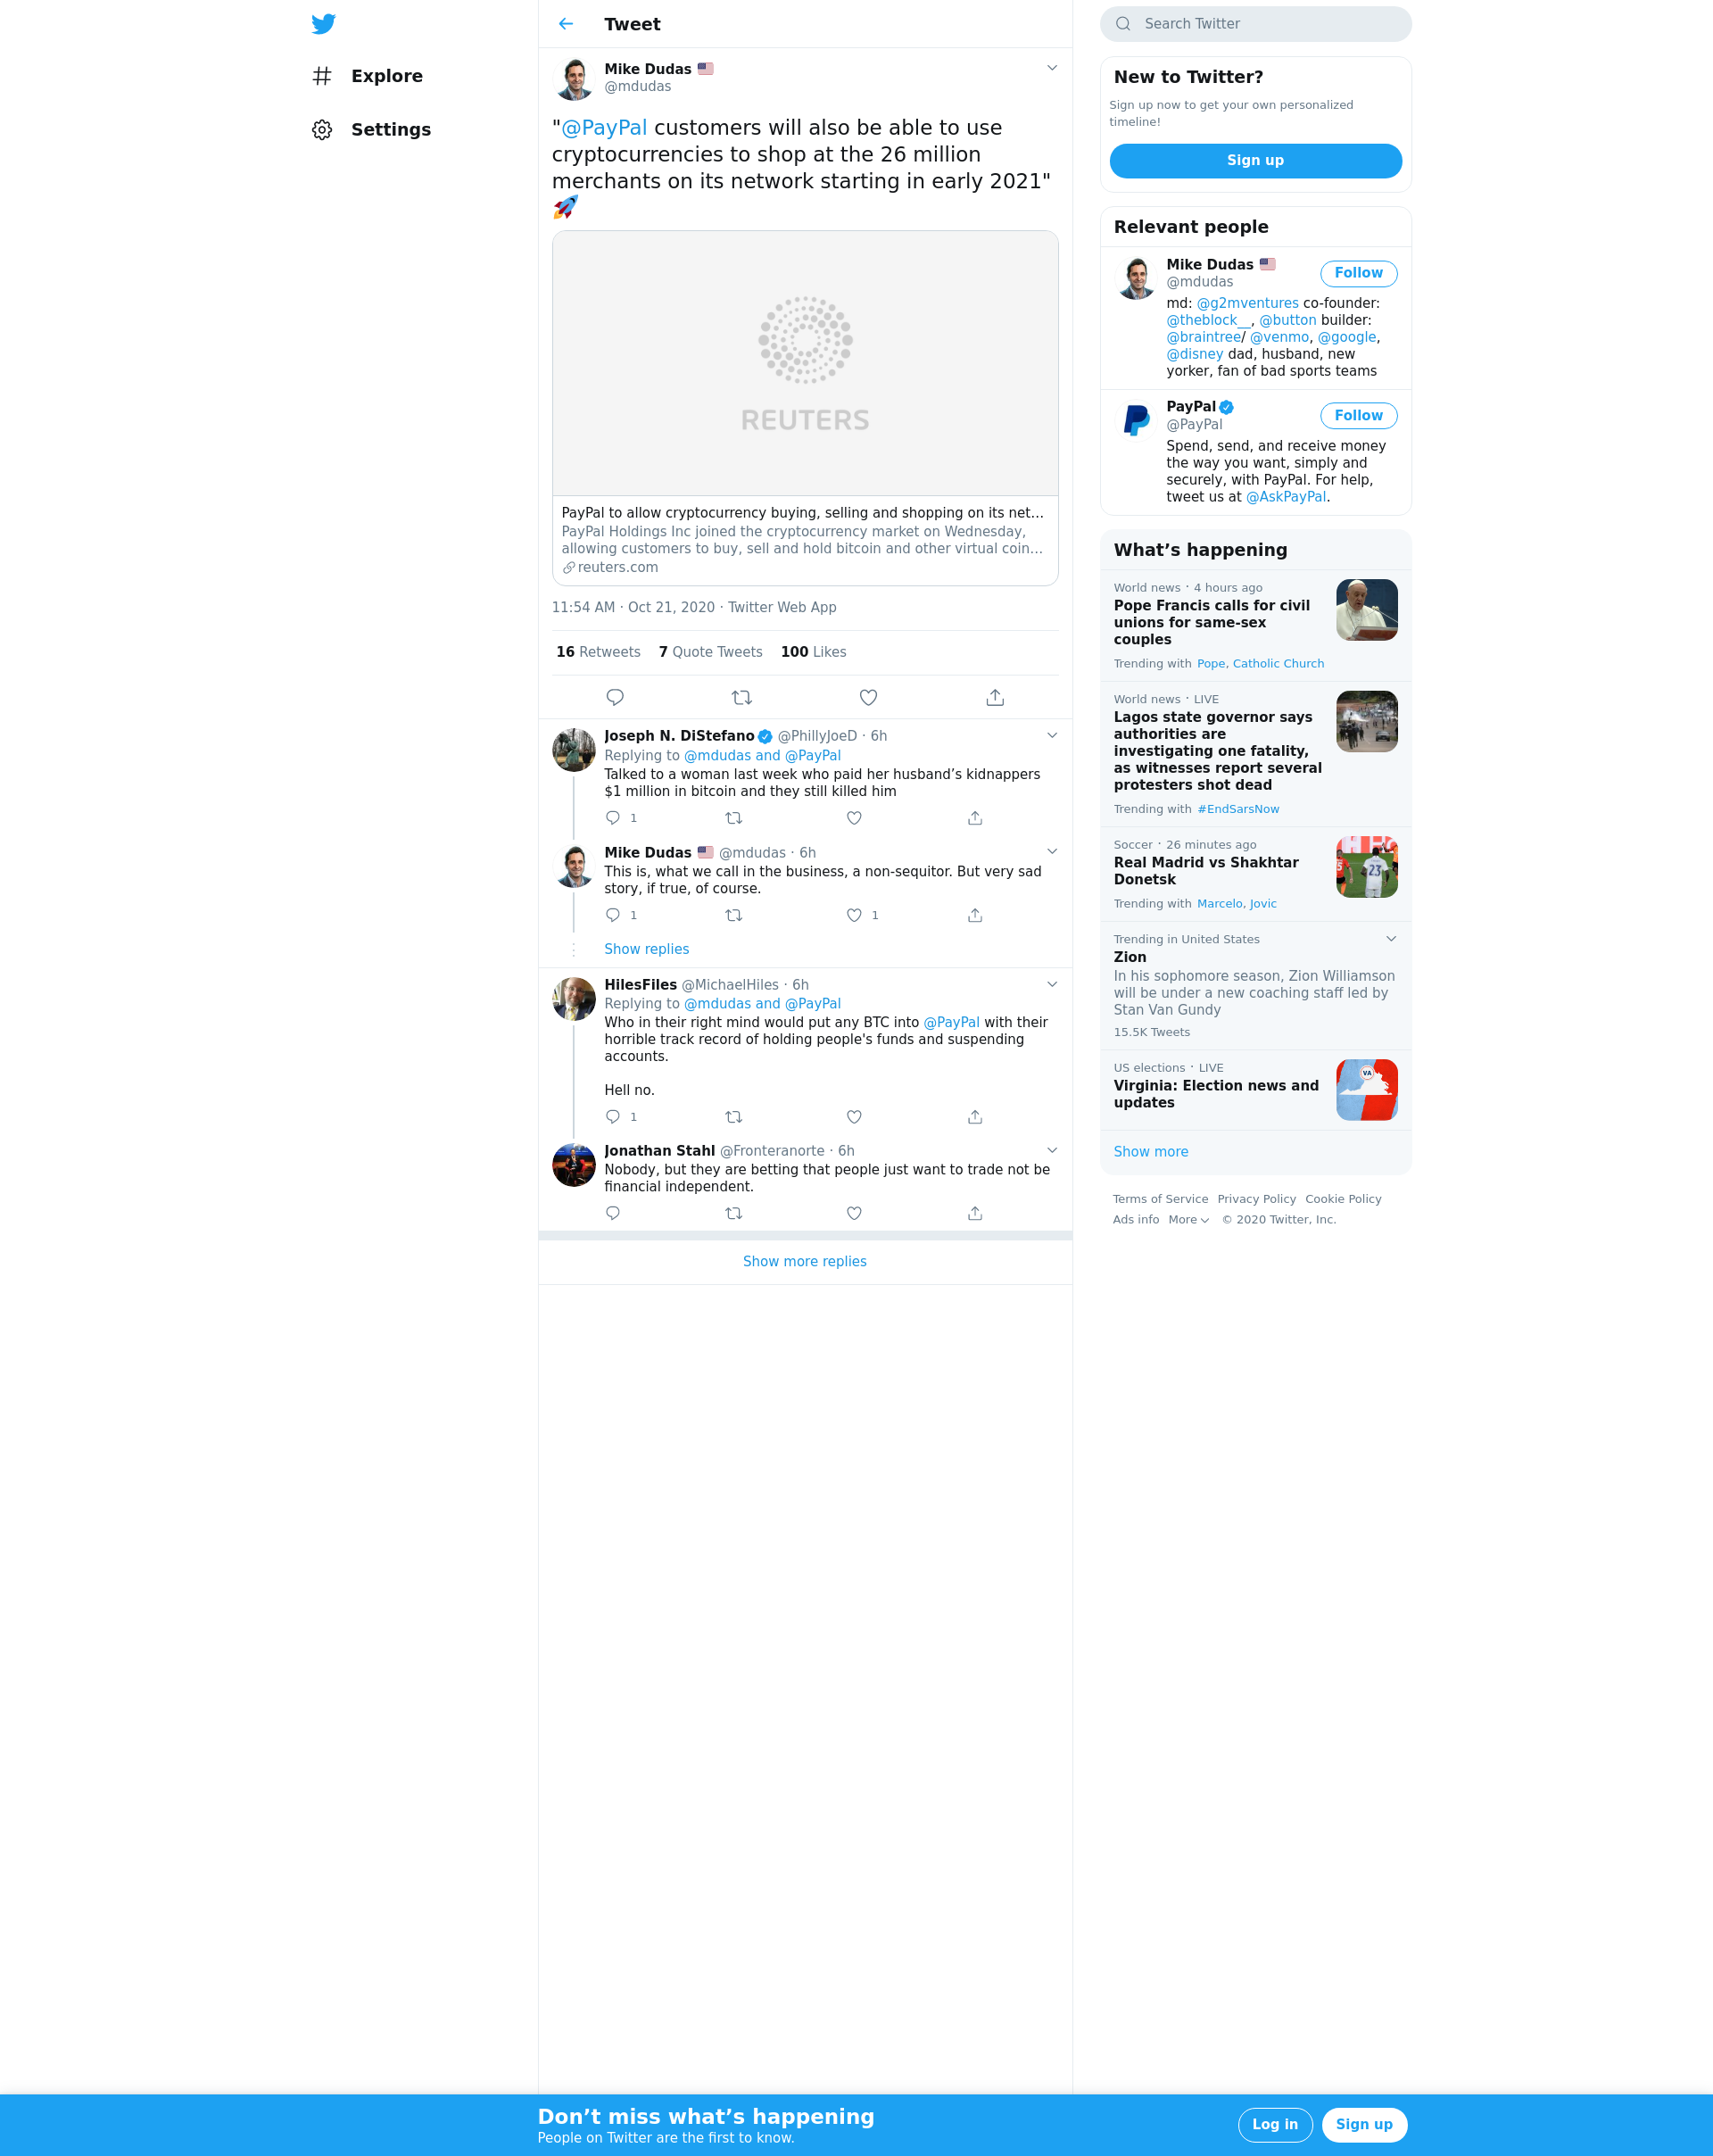 Explore
Settings
Tweet
Mike Dudas 🇺🇸
@mdudas
"@PayPal customers will also be able to use
cryptocurrencies to shop at the 26 million
merchants on its network starting in early 2021"
🚀
REUTERS
PayPal to allow cryptocurrency buying, selling and shopping on its net…
PayPal Holdings Inc joined the cryptocurrency market on Wednesday,
allowing customers to buy, sell and hold bitcoin and other virtual coin…
reuters.com
11:54 AM · Oct 21, 2020 · Twitter Web App
16 Retweets 7 Quote Tweets 100 Likes
Joseph N. DiStefano @PhillyJoeD · 6h
Replying to @mdudas and @PayPal
Talked to a woman last week who paid her husband’s kidnappers
$1 million in bitcoin and they still killed him
1
Mike Dudas 🇺🇸 @mdudas · 6h
This is, what we call in the business, a non-sequitor. But very sad
story, if true, of course.
1 1
Show replies
HilesFiles @MichaelHiles · 6h
Replying to @mdudas and @PayPal
Who in their right mind would put any BTC into @PayPal with their
horrible track record of holding people's funds and suspending
accounts.
Hell no.
1
Jonathan Stahl @Fronteranorte · 6h
Nobody, but they are betting that people just want to trade not be
financial independent.
Show more replies
Search Twitter
New to Twitter?
Sign up now to get your own personalized
timeline!
Sign up
Relevant people
Mike Dudas 🇺🇸
@mdudas
Follow
md: @g2mventures co-founder:
@theblock__, @button builder:
@braintree/ @venmo, @google,
@disney dad, husband, new
yorker, fan of bad sports teams
PayPal
@PayPal
Follow
Spend, send, and receive money
the way you want, simply and
securely, with PayPal. For help,
tweet us at @AskPayPal.
What’s happening
World news · 4 hours ago
Pope Francis calls for civil
unions for same-sex
couples
Trending with Pope, Catholic Church
World news · LIVE
Lagos state governor says
authorities are
investigating one fatality,
as witnesses report several
protesters shot dead
Trending with #EndSarsNow
Soccer · 26 minutes ago
Real Madrid vs Shakhtar
Donetsk
23
Trending with Marcelo, Jovic
Trending in United States
Zion
In his sophomore season, Zion Williamson
will be under a new coaching staff led by
Stan Van Gundy
15.5K Tweets
US elections · LIVE
Virginia: Election news and
updates
VA
Show more
Terms of Service Privacy Policy Cookie Policy
Ads info More © 2020 Twitter, Inc.
Don’t miss what’s happening
People on Twitter are the first to know.
Log in
Sign up